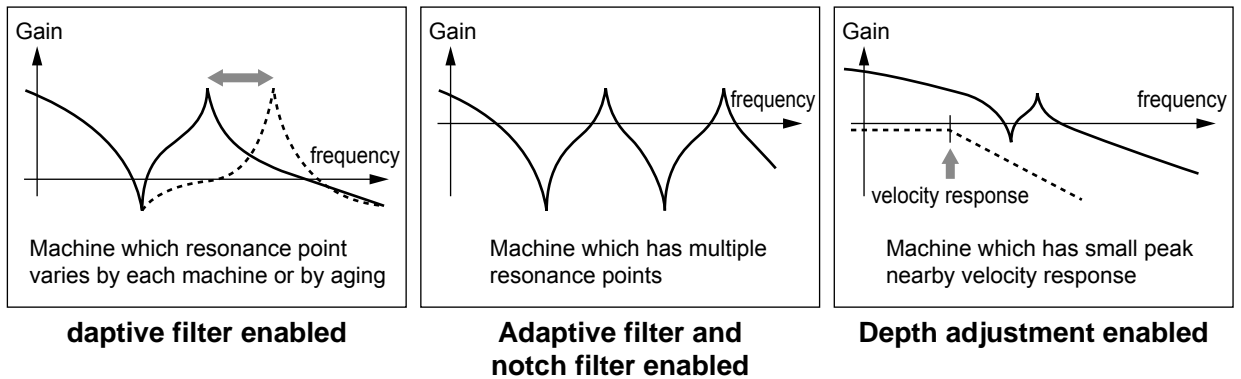 Gain
frequency
Machine which resonance point
varies by each machine or by aging
daptive filter enabled
Gain
frequency
Machine which has multiple
resonance points
Adaptive filter and
notch filter enabled
Gain
frequency
velocity response
Machine which has small peak
nearby velocity response
Depth adjustment enabled